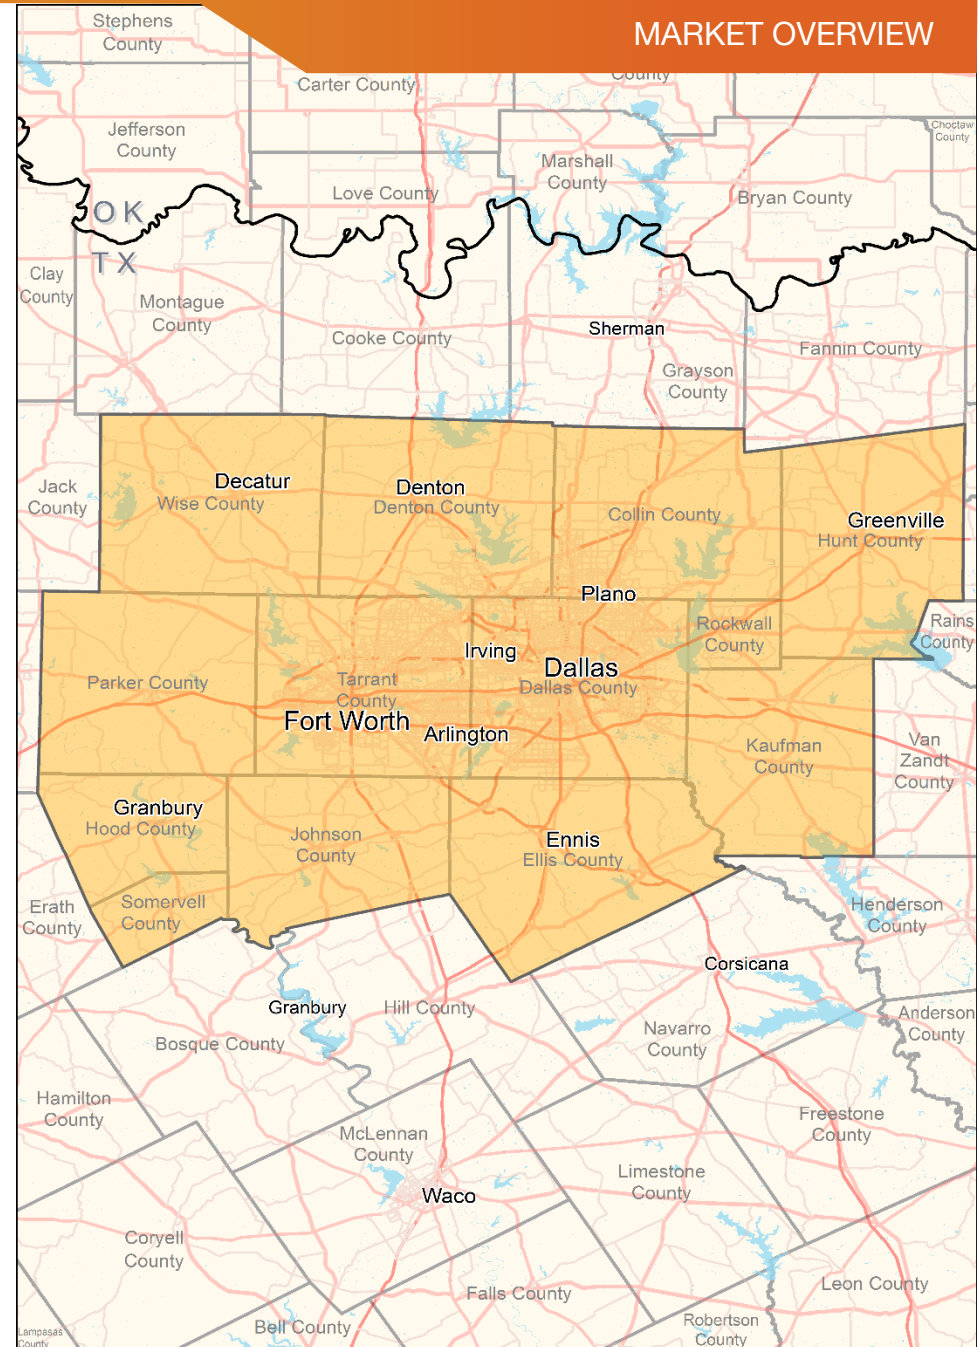 MARKET OVERVIEW
Stephens
County
Carter County
County
Jefferson
County
Choctaw
County
Marshall
County
Love County
Bryan County
OK
TX
Clay
County
Montague
County
Cooke County
Sherman
Fannin County
Grayson
County
Jack
County
Decatur
Wise County
Denton
Denton County
Collin County
Greenville
Hunt County
Plano
Rockwall
County
Rains
County
Irving
Dallas
Dallas County
Parker County
Tarrant
County
Fort Worth
Arlington
Kaufman
County
Van
Zandt
County
Granbury
Hood County
Johnson
County
Ennis
Ellis County
Erath
County
Somervell
County
Henderson
County
Corsicana
Granbury
Hill County
Navarro
County
Anderson
County
Bosque County
Hamilton
County
McLennan
County
Freestone
County
Limestone
County
Waco
Coryell
County
Falls County
Leon County
Bell County
Robertson
County
Lampasas
County